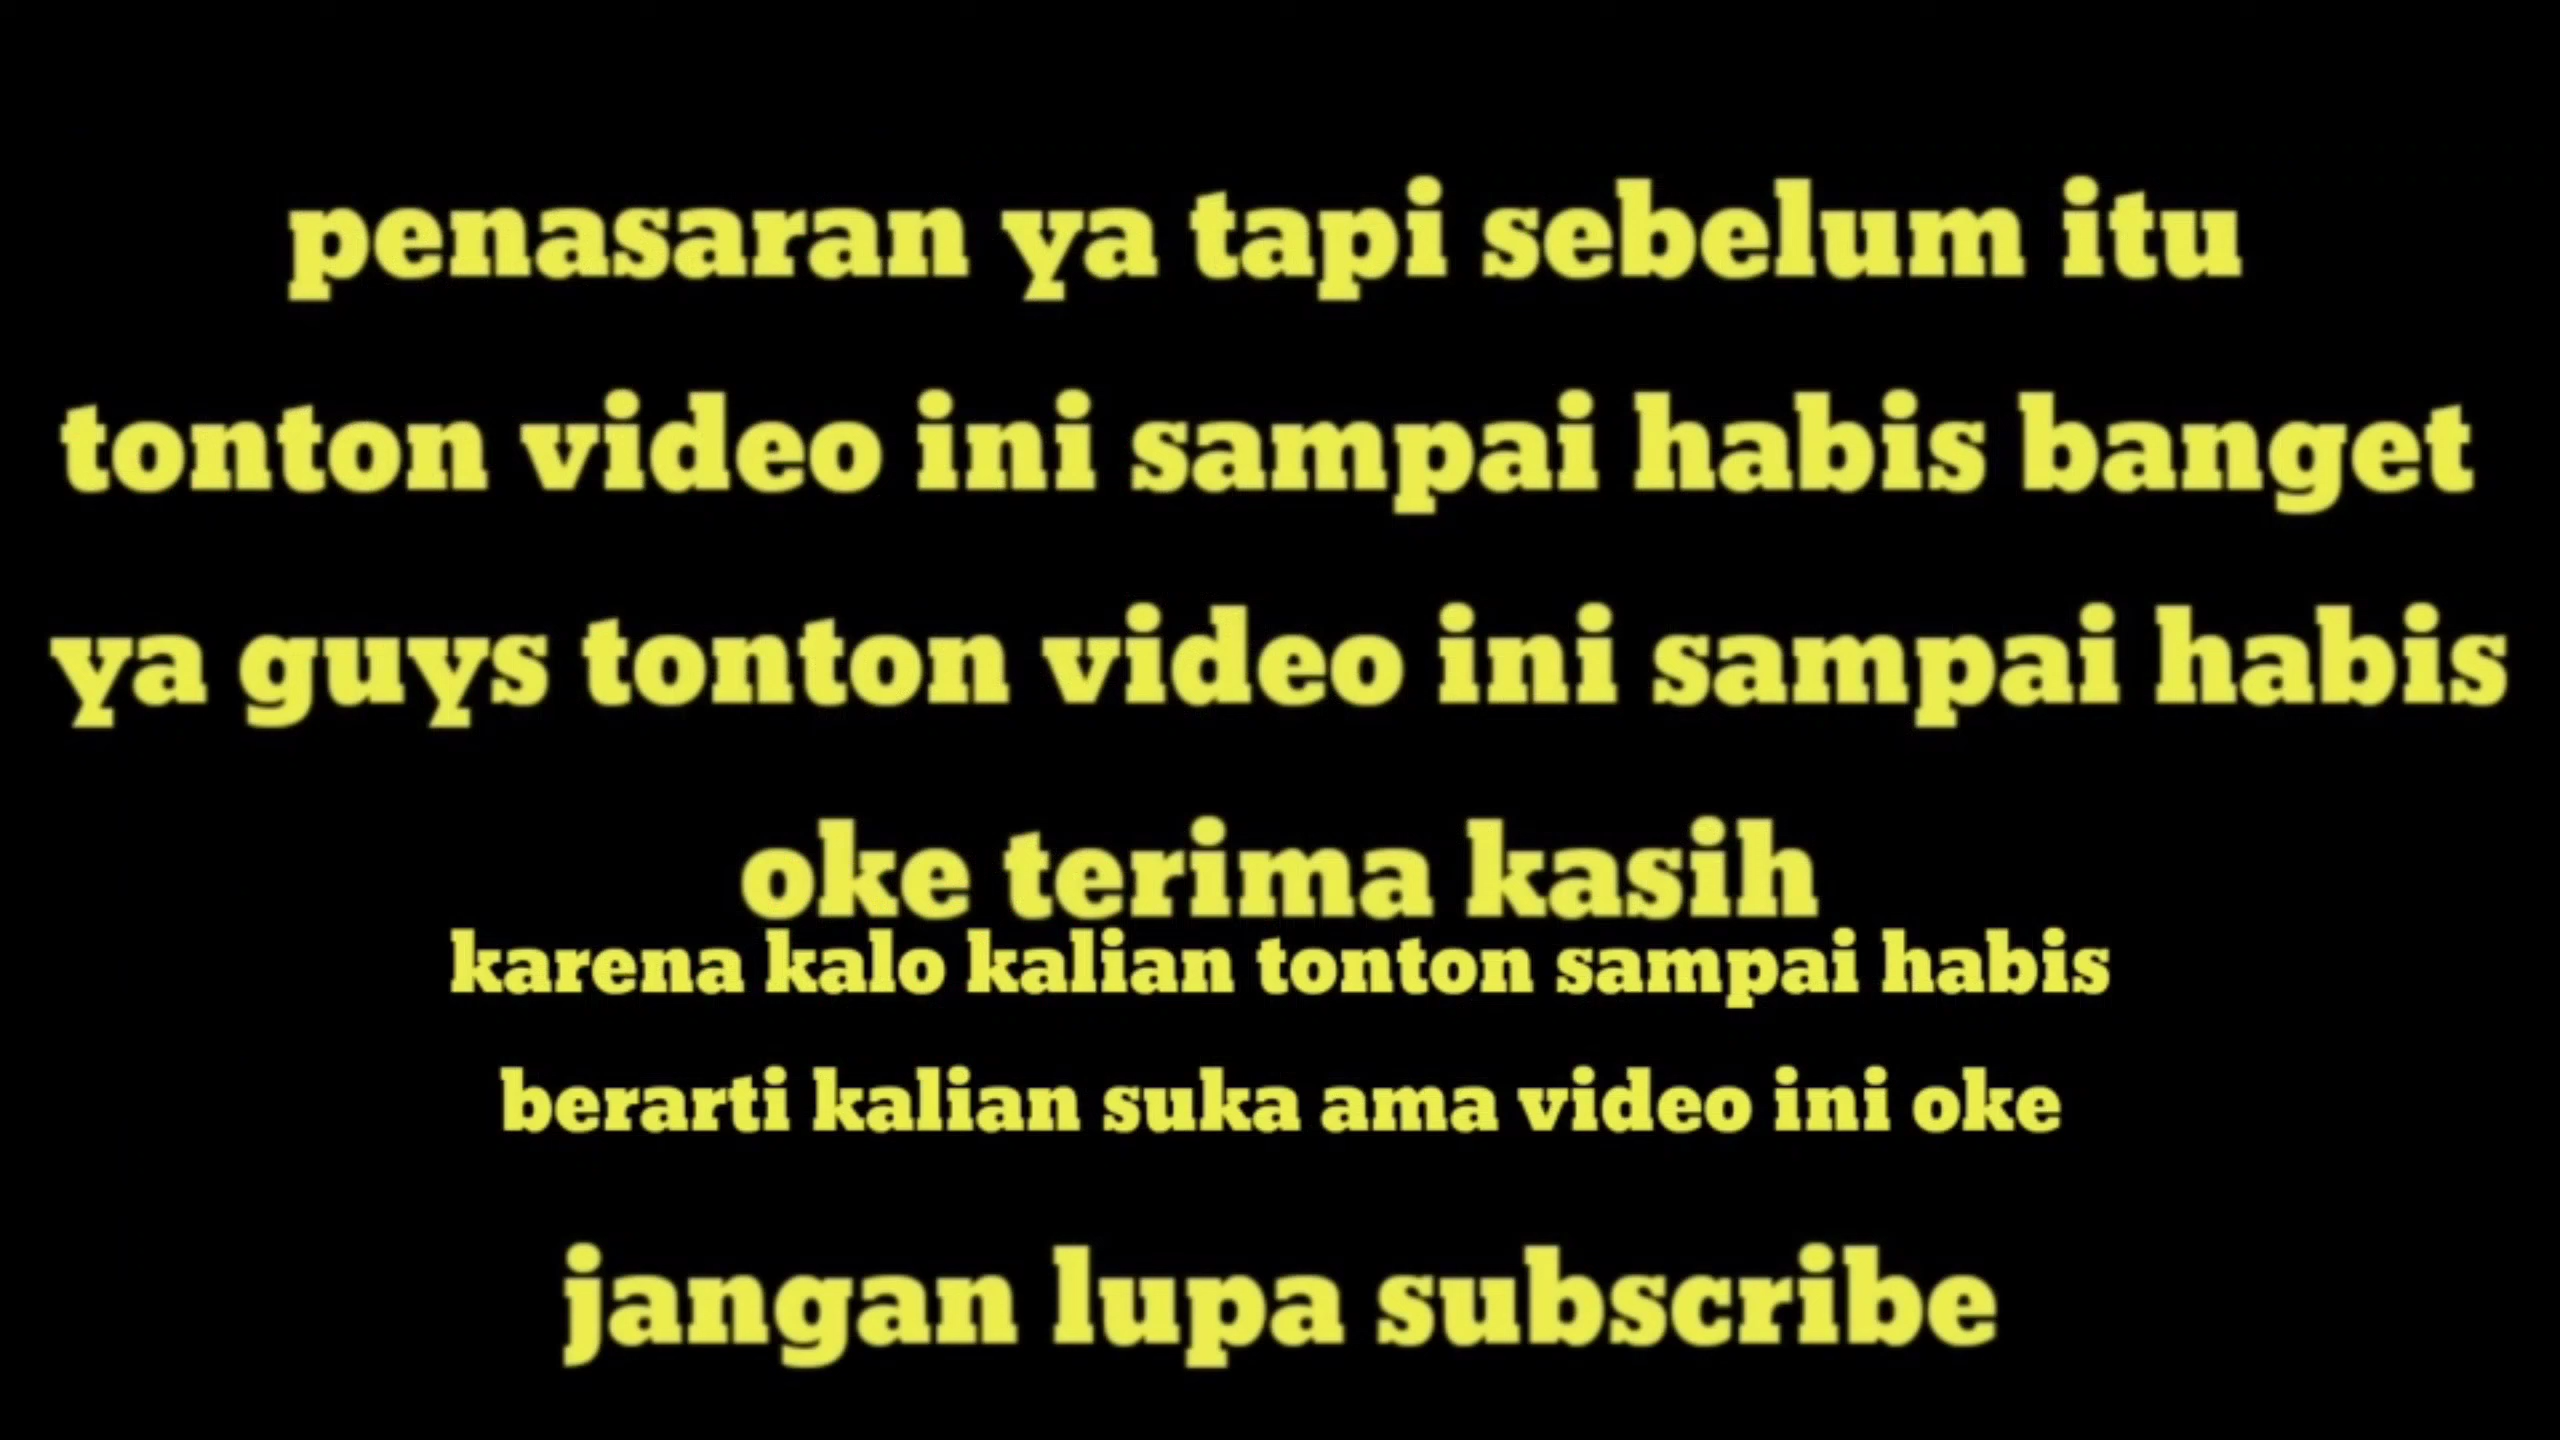 penasaran ya tapi sebelum itu
tonton video ini sampai habis banget
ya guys tonton video ini sampai habis
oke terima kasih
karena kalo kalian tonton sampai habis
berarti kalian suka ama video ini oke
jangan lupa subscribe